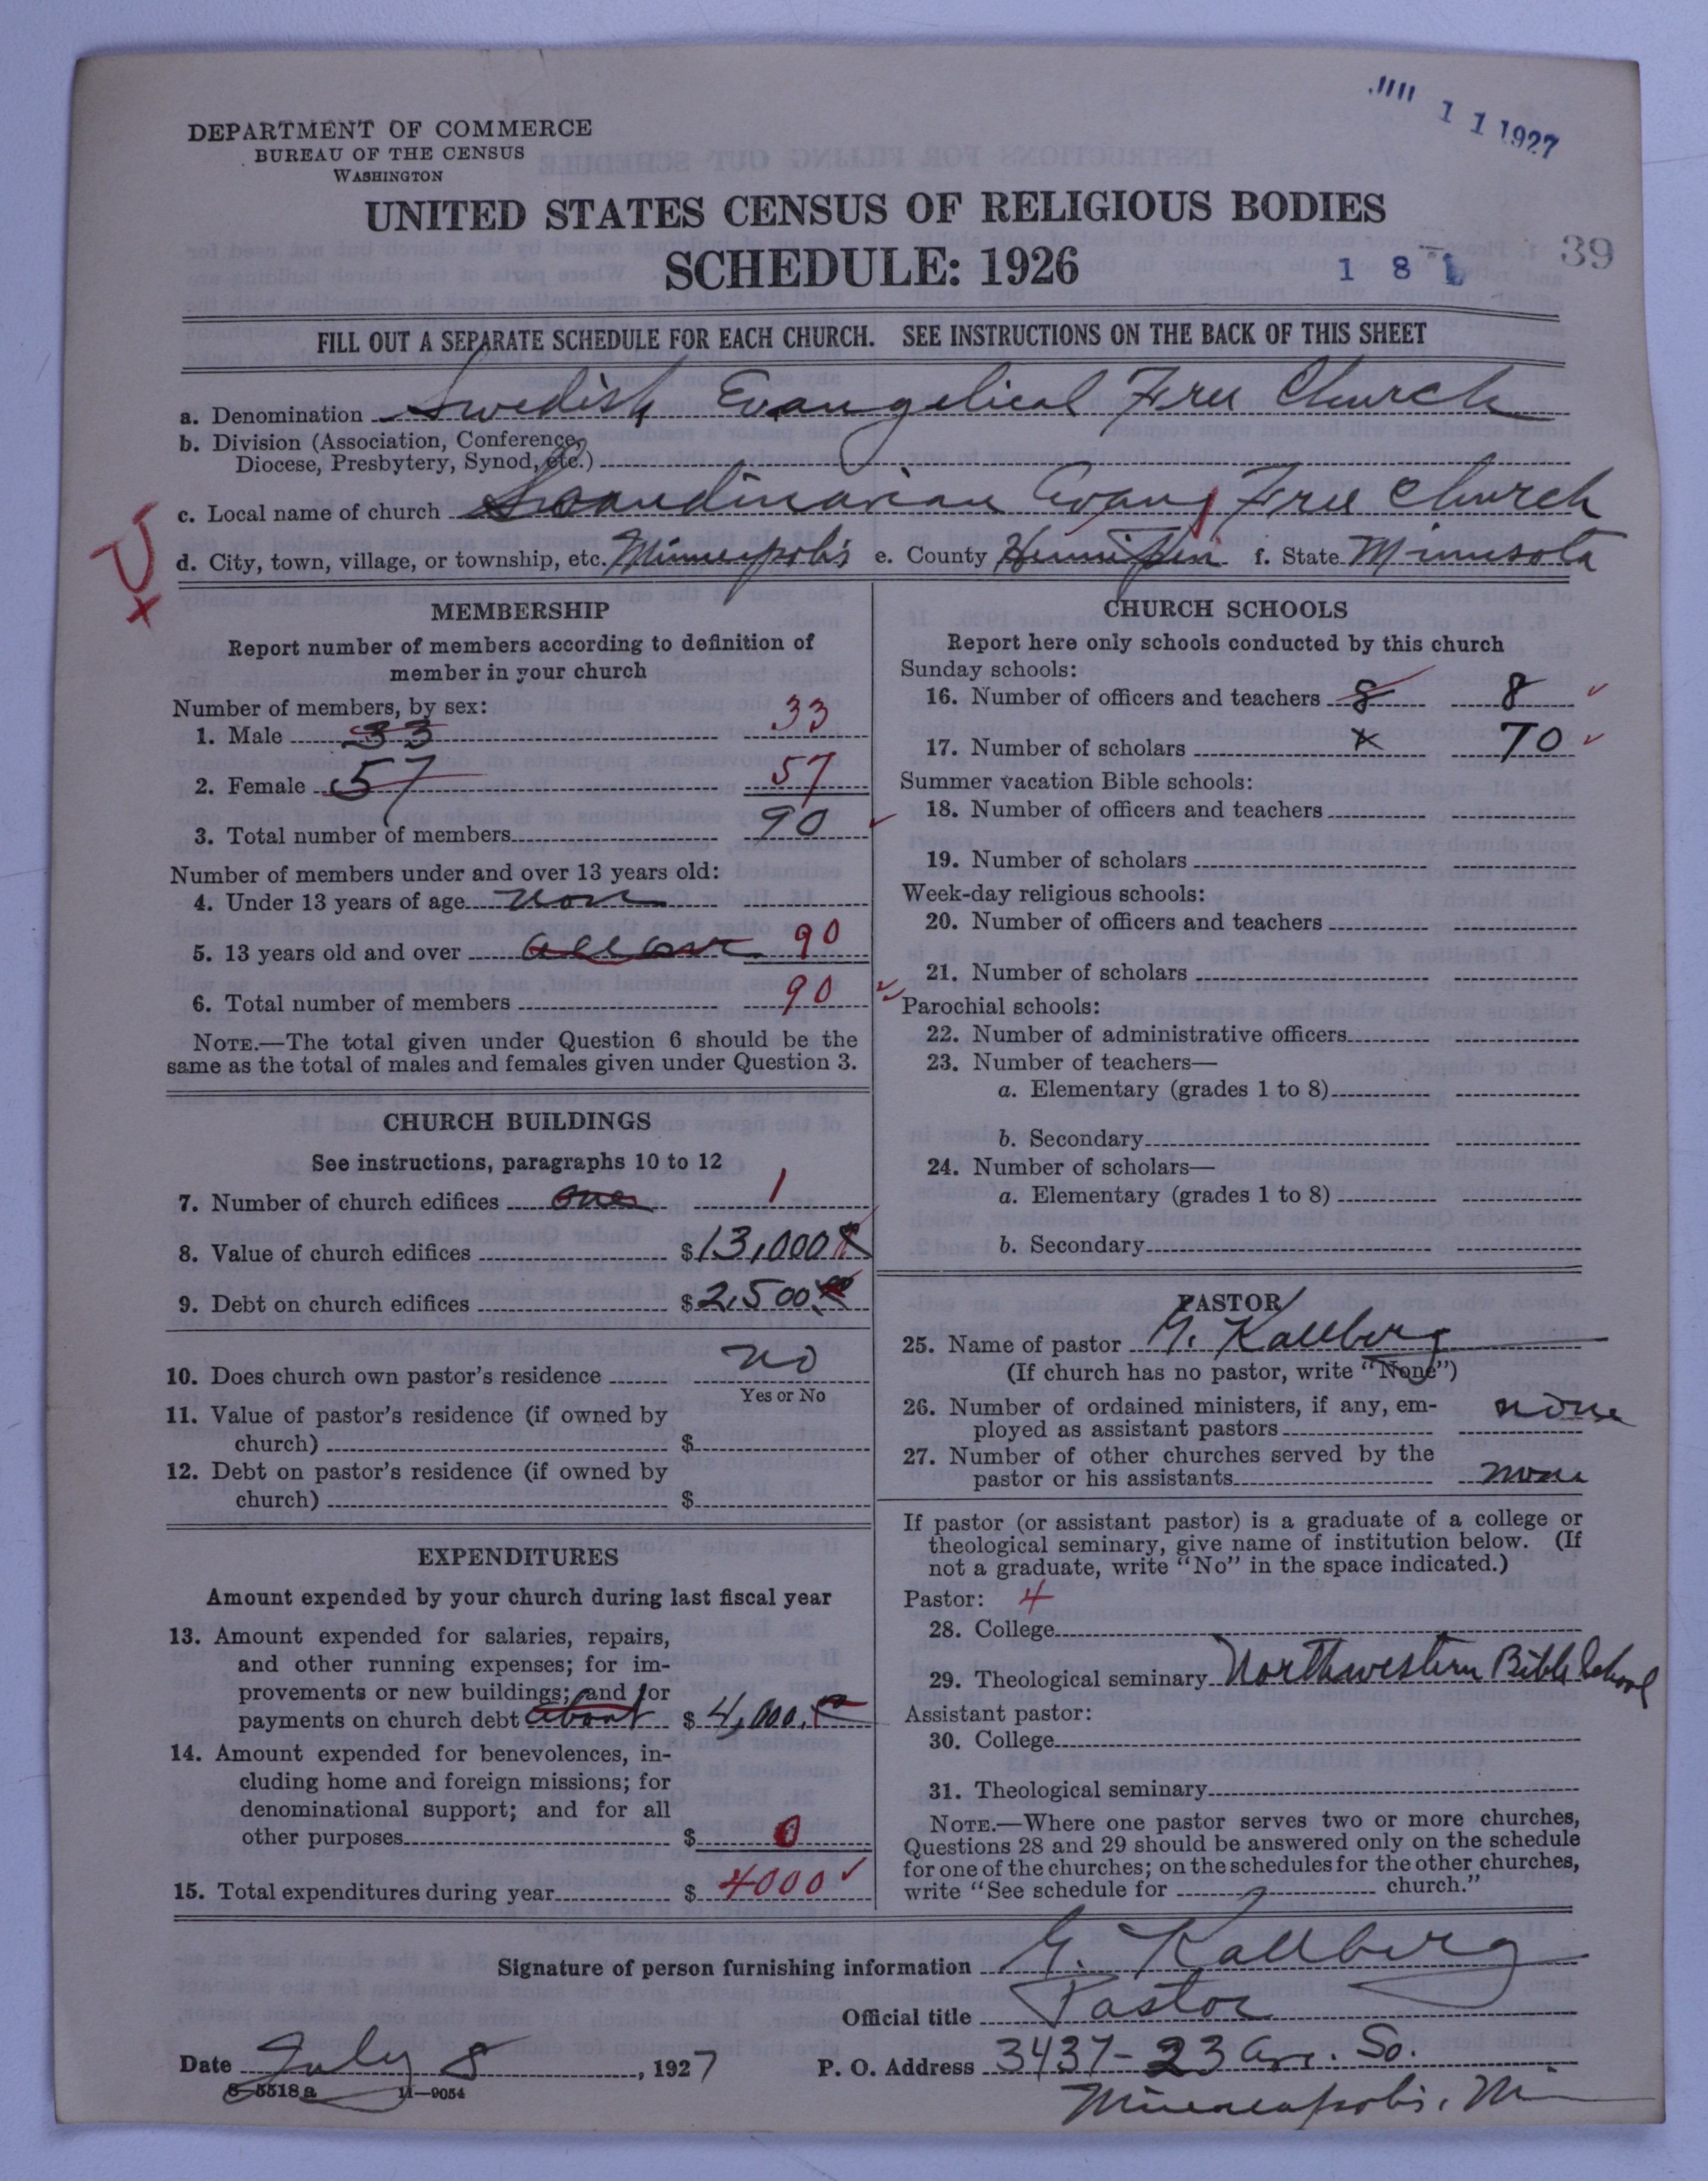 JUL 11 1927
DEPARTMENT OF COMMERCE
BUREAU OF THE CENSUS
WASHINGTON
UNITED STATES CENSUS OF RELIGIOUS BODIES
SCHEDULE: 1926
1 8 1
39
FILL OUT A SEPARATE SCHEDULE FOR EACH CHURCH. SEE INSTRUCTIONS ON THE BACK OF THIS SHEET
a. Denomination Swedish Evangelical Free Church
b. Division (Association, Conference,
Diocese, Presbytery, Synod, etc.)
c. Local name of church Scandinavian Evang Free Church
d. City, town, village, or township, etc. Minneapolis e. County Hennepin f. State Minnesota
U
x
MEMBERSHIP
Report number of members according to definition of
member in your church
Number of members, by sex:
1. Male 33 33
2. Female 57 57
3. Total number of members 90
Number of members under and over 13 years old:
4. Under 13 years of age non
5. 13 years old and over all over 90
6. Total number of members 90
NOTE.—The total given under Question 6 should be the
same as the total of males and females given under Question 3.
CHURCH BUILDINGS
See instructions, paragraphs 10 to 12
7. Number of church edifices one 1
8. Value of church edifices $13,000
9. Debt on church edifices $2,500.00
10. Does church own pastor's residence no
Yes or No
11. Value of pastor's residence (if owned by
church) $
12. Debt on pastor's residence (if owned by
church) $
EXPENDITURES
Amount expended by your church during last fiscal year
13. Amount expended for salaries, repairs,
and other running expenses; for im-
provements or new buildings; and for
payments on church debt about $ 4,000.00
14. Amount expended for benevolences, in-
cluding home and foreign missions; for
denominational support; and for all
other purposes $ 0
15. Total expenditures during year $ 4000
CHURCH SCHOOLS
Report here only schools conducted by this church
Sunday schools:
16. Number of officers and teachers 8 8
17. Number of scholars x 70
Summer vacation Bible schools:
18. Number of officers and teachers
19. Number of scholars
Week-day religious schools:
20. Number of officers and teachers
21. Number of scholars
Parochial schools:
22. Number of administrative officers
23. Number of teachers—
a. Elementary (grades 1 to 8)
b. Secondary
24. Number of scholars—
a. Elementary (grades 1 to 8)
b. Secondary
PASTOR
25. Name of pastor G. Kallberg
(If church has no pastor, write "None")
26. Number of ordained ministers, if any, em-
ployed as assistant pastors none
27. Number of other churches served by the
pastor or his assistants none
If pastor (or assistant pastor) is a graduate of a college or
theological seminary, give name of institution below. (If
not a graduate, write "No" in the space indicated.)
Pastor: 4
28. College
29. Theological seminary Northwestern Bible School
Assistant pastor:
30. College
31. Theological seminary
NOTE.—Where one pastor serves two or more churches,
Questions 28 and 29 should be answered only on the schedule
for one of the churches; on the schedules for the other churches,
write "See schedule for church."
Signature of person furnishing information G. Kallberg
Official title Pastor
Date July 8, 1927 P. O. Address 3437-23 Ave. So.
8-5518a 11-9054
Minneapolis, Mi